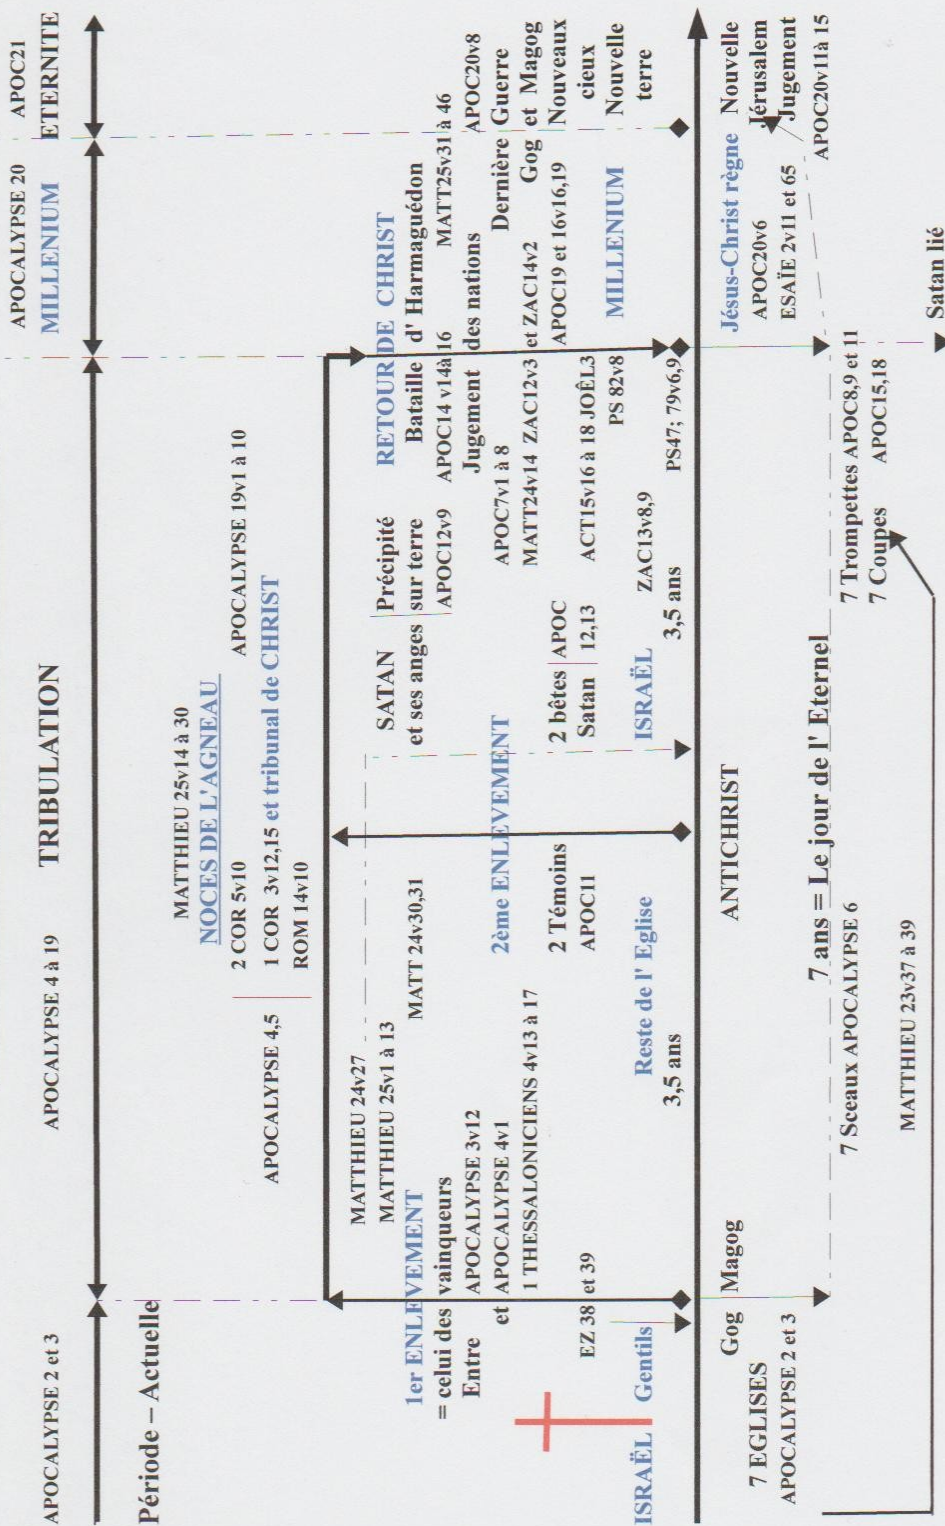 APOCALYPSE 2 et 3 APOCALYPSE 4 à 19 TRIBULATION APOCALYPSE 20 APOC21
MILLENIUM ETERNITE
Période – Actuelle
MATTHIEU 25v14 à 30
NOCES DE L'AGNEAU
2 COR 5v10 APOCALYPSE 19v1 à 10
APOCALYPSE 4,5 1 COR 3v12,15 et tribunal de CHRIST
ROM 14v10
MATTHIEU 24v27
MATTHIEU 25v1 à 13 SATAN Précipité RETOUR DE CHRIST
1er ENLEVEMENT MATT 24v30,31 et ses anges sur terre Bataille d' Harmaguédon
= celui des vainqueurs APOC12v9 APOC14 v14à 16 MATT25v31 à 46
Entre APOCALYPSE 3v12 Jugement des nations APOC20v8
et APOCALYPSE 4v1 2ème ENLEVEMENT APOC7v1 à 8 Dernière Guerre
1 THESSALONICIENS 4v13 à 17 MATT24v14 ZAC12v3 et ZAC14v2 Gog et Magog
2 Témoins 2 bêtes APOC APOC19 et 16v16,19 Nouveaux
EZ 38 et 39 APOC11 Satan 12,13 ACT15v16 à 18 JOÊL3 cieux
PS 82v8 MILLENIUM Nouvelle
ISRAËL Gentils Reste de l' Eglise ISRAËL ZAC13v8,9 terre
3,5 ans 3,5 ans PS47; 79v6,9
Gog Magog ANTICHRIST Jésus-Christ règne Nouvelle
7 EGLISES APOC20v6 Jérusalem
APOCALYPSE 2 et 3 ESAÏE 2v11 et 65 Jugement
7 ans = Le jour de l' Eternel APOC20v11à 15
7 Sceaux APOCALYPSE 6 7 Trompettes APOC8,9 et 11
7 Coupes APOC15,18
MATTHIEU 23v37 à 39
Satan lié